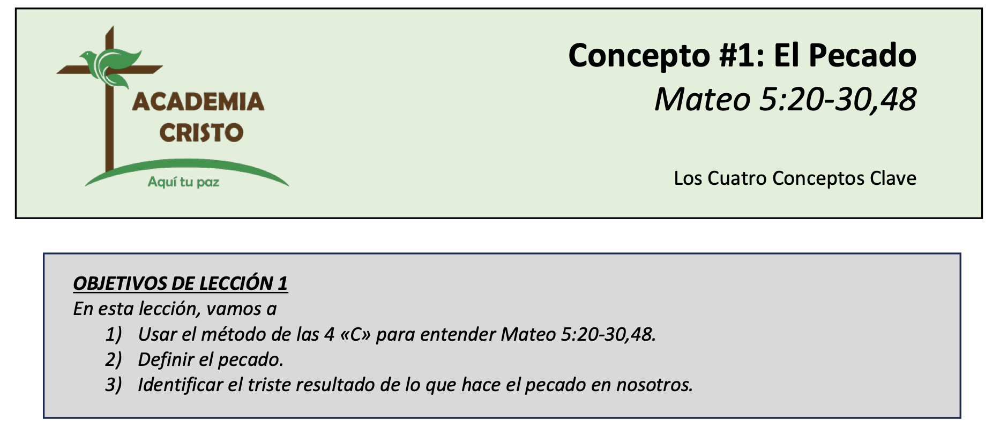 ACADEMIA
CRISTO
Aquí tu paz
Concepto #1: El Pecado
Mateo 5:20-30,48
Los Cuatro Conceptos Clave
OBJETIVOS DE LECCIÓN 1
En esta lección, vamos a
1) Usar el método de las 4 «C» para entender Mateo 5:20-30,48.
2) Definir el pecado.
3) Identificar el triste resultado de lo que hace el pecado en nosotros.